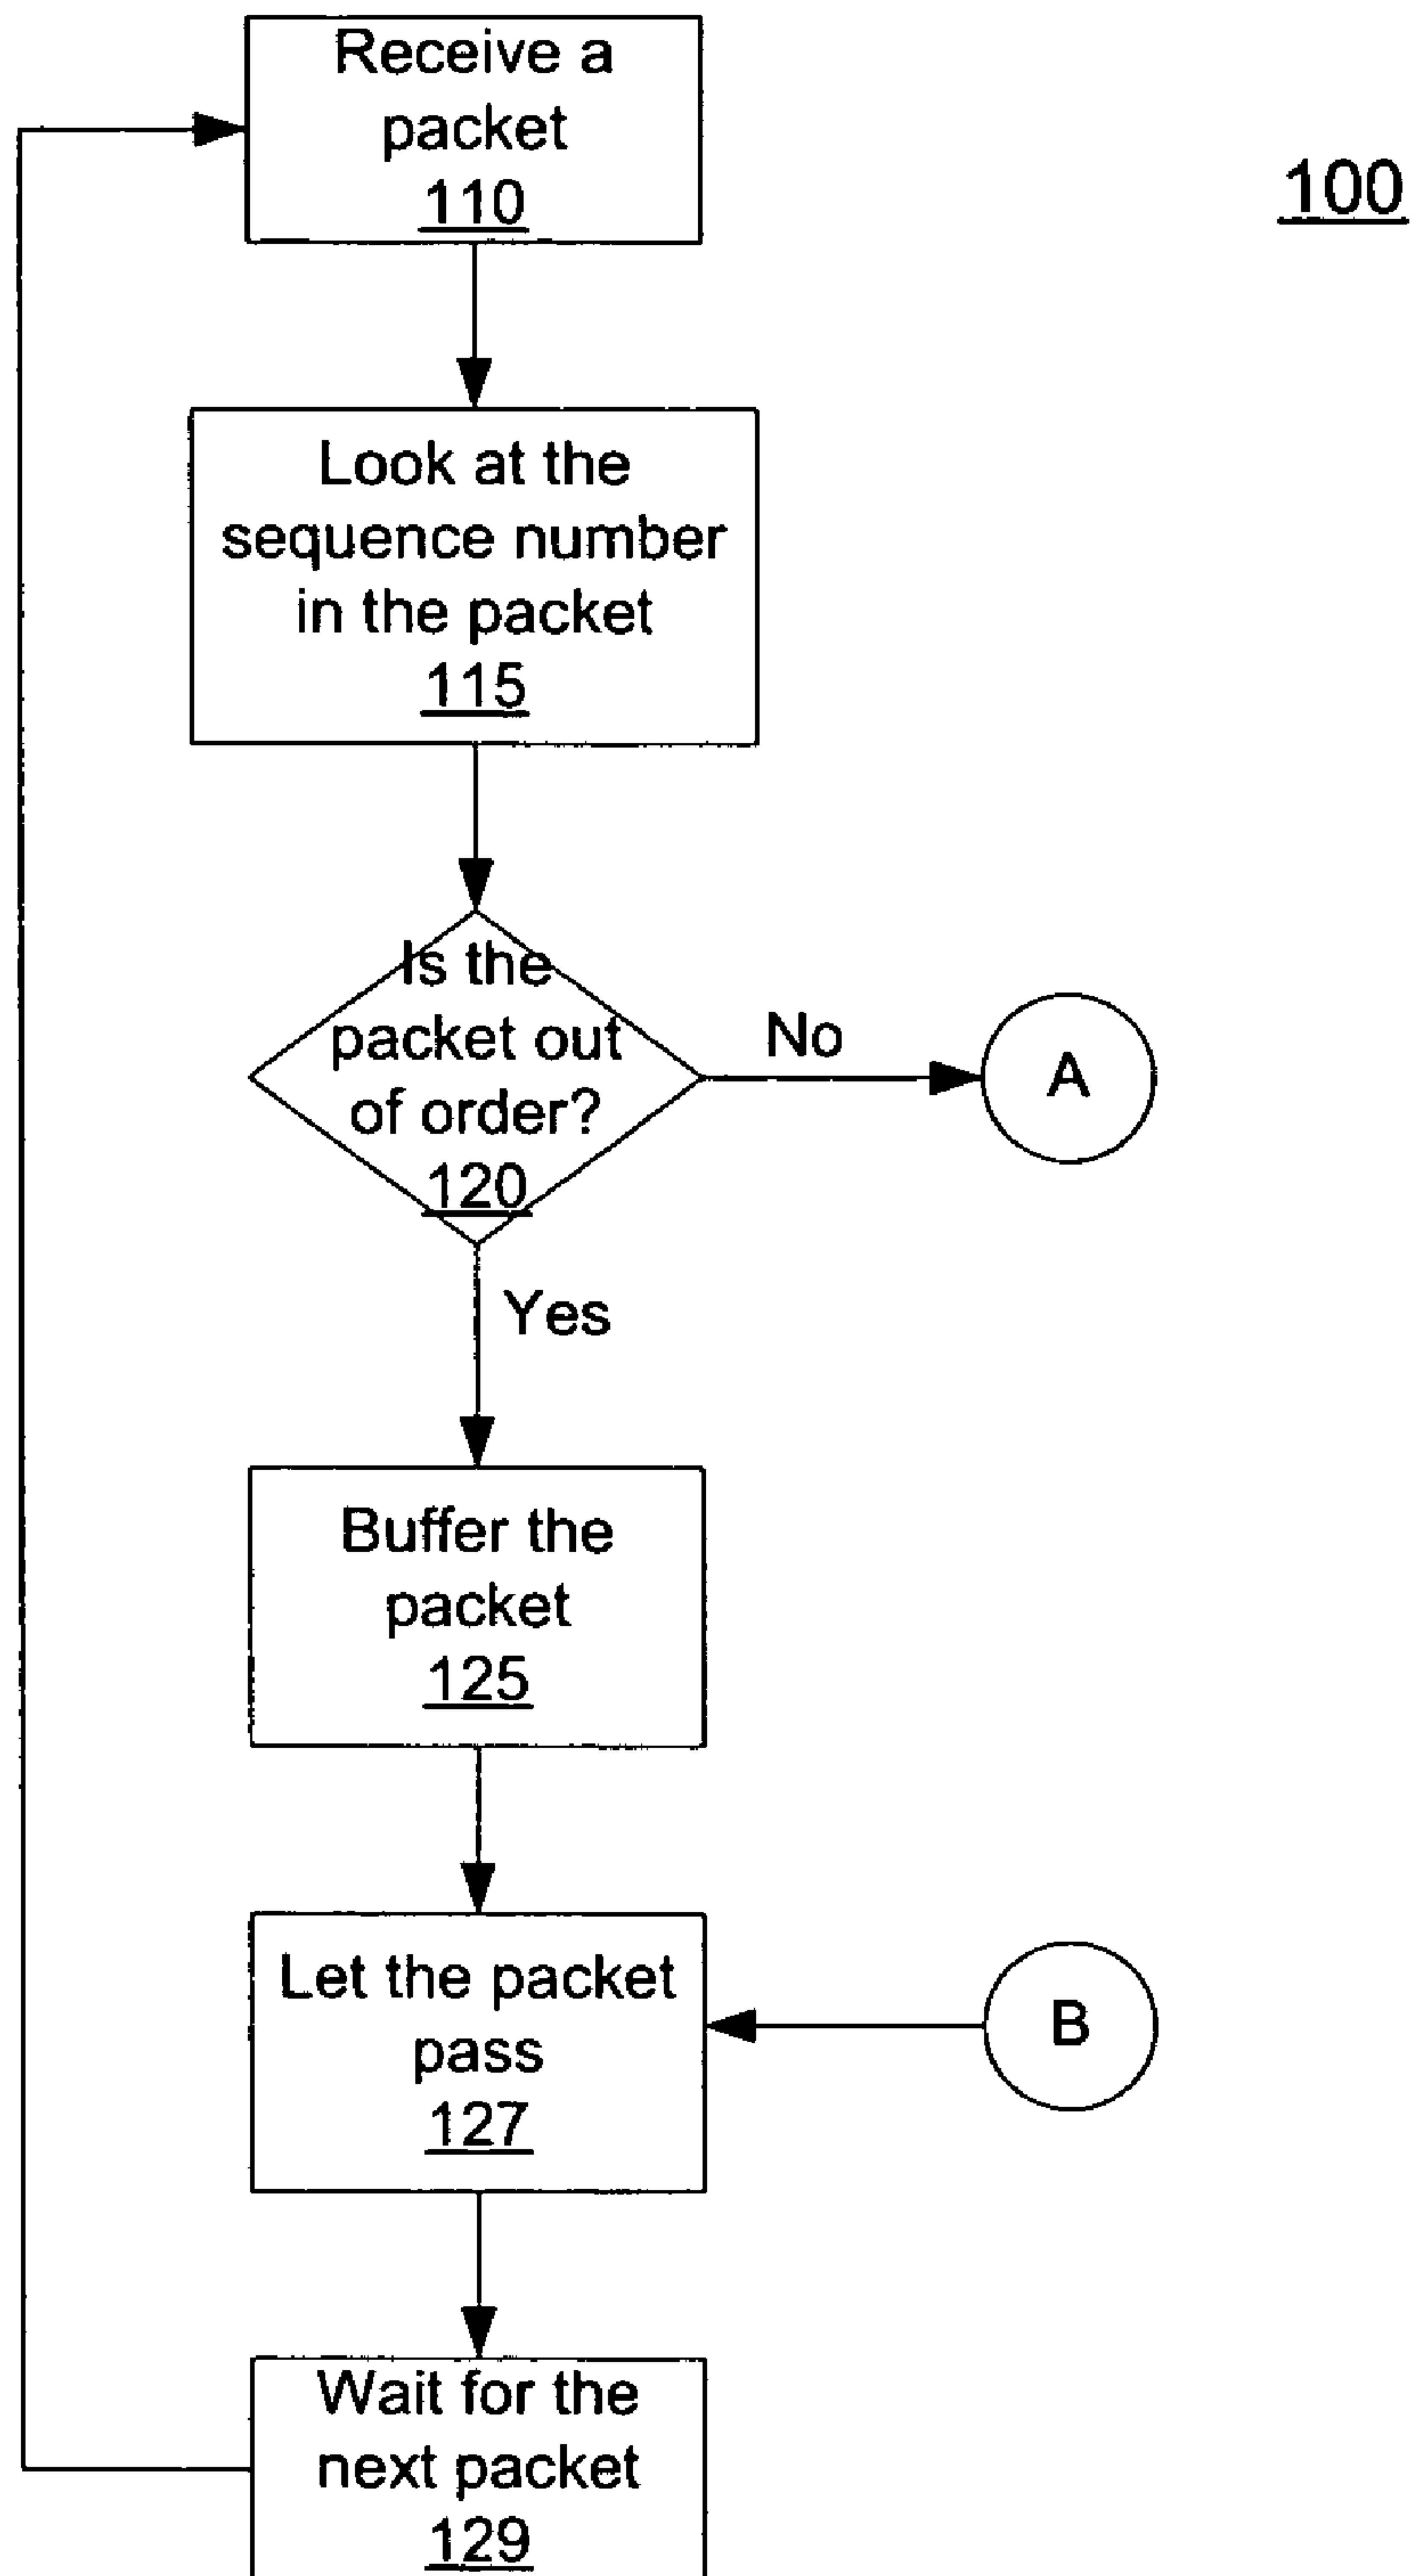 Receive a
packet
110
100
Look at the
sequence number
in the packet
115
Is the
packet out
of order?
120
No
A
Yes
Buffer the
packet
125
Let the packet
pass
127
B
Wait for the
next packet
129